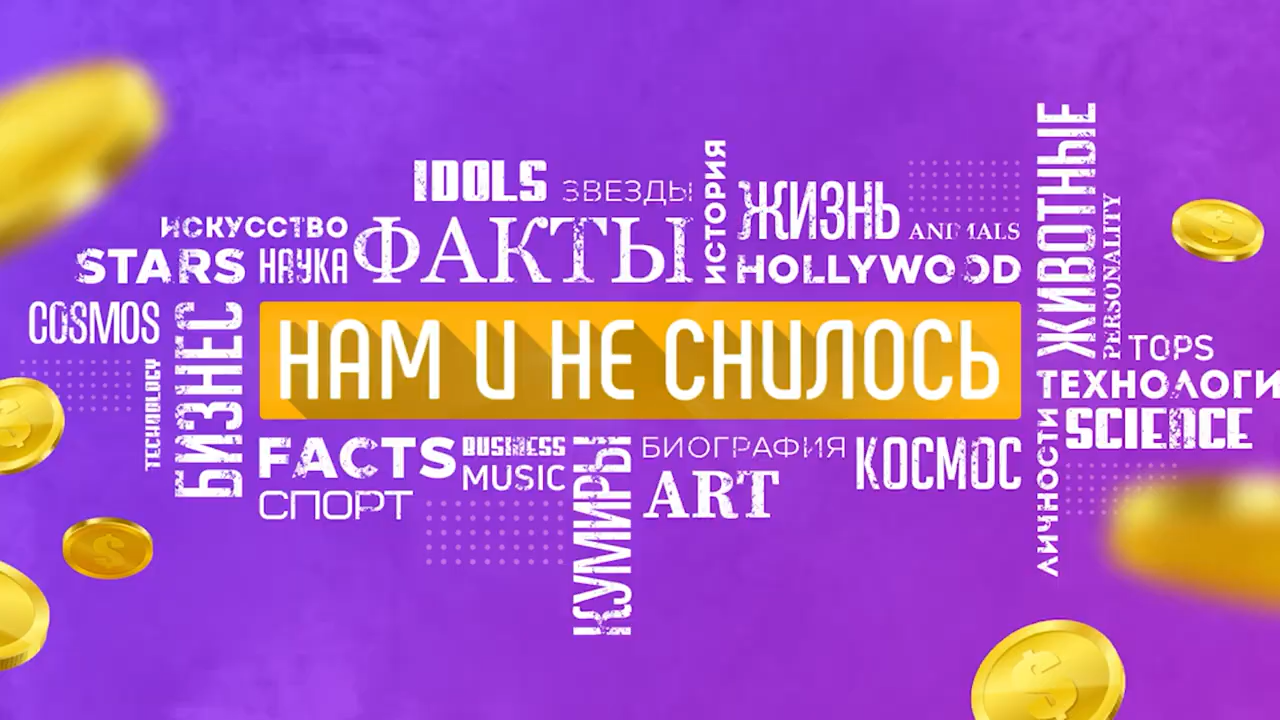 IDOLS
ЗВЕЗДЫ
ИСТОРИЯ
ЖИЗНЬ
ANIMALS
ЖИВОТНЫЕ
PERSONALITY
ИСКУССТВО
ФАКТЫ
STARS
НАУКА
HOLLYWOOD
COSMOS
БИЗНЕС
TECHNOLOGY
НАМ И НЕ СНИЛОСЬ
TOPS
ТЕХНОЛОГИ
SCIENCE
ЛИЧНОСТИ
FACTS
BUSINESS
MUSIC
СПОРТ
КУМИРЫ
БИОГРАФИЯ
ART
КОСМОС